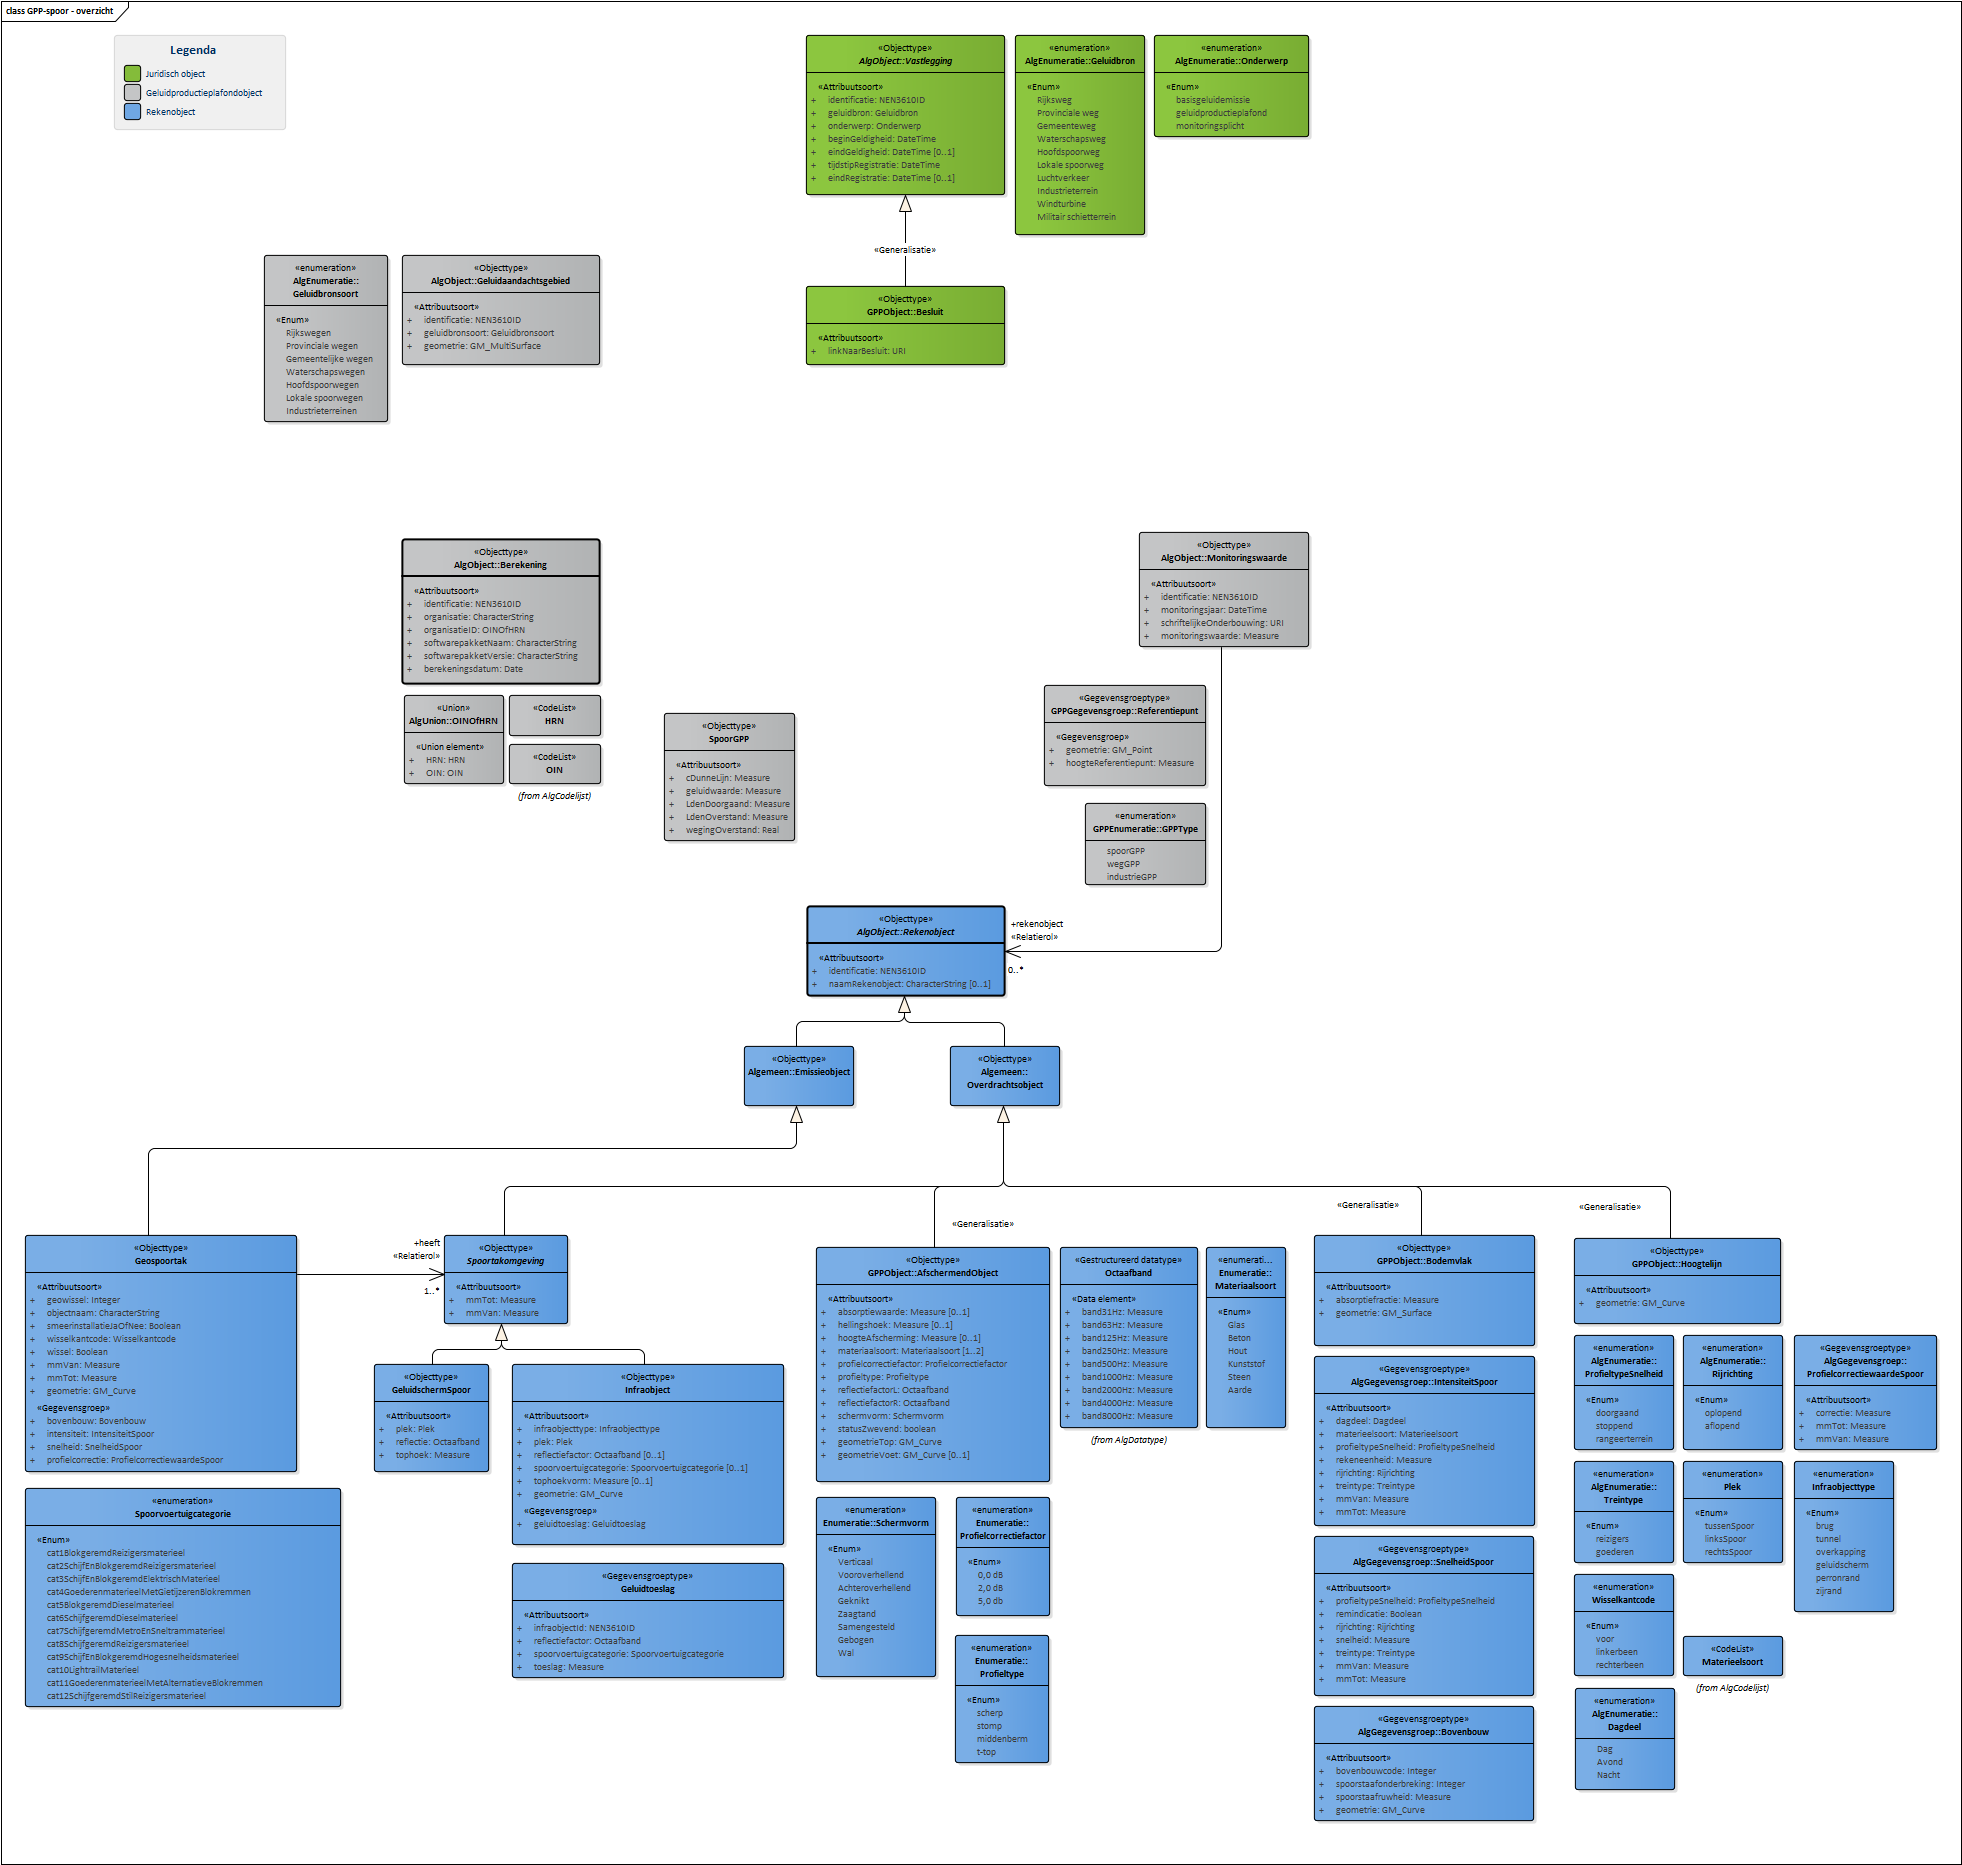 class GPP-spoor - overzicht
Legenda
Juridisch object
Geluidproductieplafondobject
Rekenobject
«Objecttype»
AlgObject::Vastlegging
«Attribuutsoort»
+ identificatie: NEN3610ID
+ geluidbron: Geluidbron
+ onderwerp: Onderwerp
+ beginGeldigheid: DateTime
+ eindGeldigheid: DateTime [0..1]
+ tijdstipRegistratie: DateTime
+ eindRegistratie: DateTime [0..1]
«enumeration»
AlgEnumeratie::Geluidbron
«Enum»
Rijksweg
Provinciale weg
Gemeenteweg
Waterschapsweg
Hoofdspoorweg
Lokale spoorweg
Luchtverkeer
Industrieterrein
Windturbine
Militair schietterrein
«enumeration»
AlgEnumeratie::Onderwerp
«Enum»
basisgeluidemissie
geluidproductieplafond
monitoringsplicht
«Generalisatie»
«enumeration»
AlgEnumeratie::
Geluidbronsoort
«Enum»
Rijkswegen
Provinciale wegen
Gemeentelijke wegen
Waterschapswegen
Hoofdspoorwegen
Lokale spoorwegen
Industrieterreinen
«Objecttype»
AlgObject::Geluidaandachtsgebied
«Attribuutsoort»
+ identificatie: NEN3610ID
+ geluidbronsoort: Geluidbronsoort
+ geometrie: GM_MultiSurface
«Objecttype»
GPPObject::Besluit
«Attribuutsoort»
+ linkNaarBesluit: URI
«Objecttype»
AlgObject::Berekening
«Attribuutsoort»
+ identificatie: NEN3610ID
+ organisatie: CharacterString
+ organisatieID: OINOfHRN
+ softwarepakketNaam: CharacterString
+ softwarepakketVersie: CharacterString
+ berekeningsdatum: Date
«Objecttype»
AlgObject::Monitoringswaarde
«Attribuutsoort»
+ identificatie: NEN3610ID
+ monitoringsjaar: DateTime
+ schriftelijkeOnderbouwing: URI
+ monitoringswaarde: Measure
«Union»
AlgUnion::OINOfHRN
«Union element»
+ HRN: HRN
+ OIN: OIN
«CodeList»
HRN
«CodeList»
OIN
(from AlgCodelijst)
«Objecttype»
SpoorGPP
«Attribuutsoort»
+ cDunneLijn: Measure
+ geluidwaarde: Measure
+ LdenDoorgaand: Measure
+ LdenOverstand: Measure
+ wegingOverstand: Real
«Gegevensgroeptype»
GPPGegevensgroep::Referentiepunt
«Gegevensgroep»
+ geometrie: GM_Point
+ hoogteReferentiepunt: Measure
«enumeration»
GPPEnumeratie::GPPType
spoorGPP
wegGPP
industrieGPP
«Objecttype»
AlgObject::Rekenobject
«Attribuutsoort»
+ identificatie: NEN3610ID
+ naamRekenobject: CharacterString [0..1]
+rekenobject
«Relatierol»
0..*
«Objecttype»
Algemeen::Emissieobject
«Objecttype»
Algemeen::
Overdrachtsobject
«Generalisatie»
«Generalisatie»
«Generalisatie»
«Objecttype»
Geospoortak
«Attribuutsoort»
+ geowissel: Integer
+ objectnaam: CharacterString
+ smeerinstallatieJaOfNee: Boolean
+ wisselkantcode: Wisselkantcode
+ wissel: Boolean
+ mmVan: Measure
+ mmTot: Measure
+ geometrie: GM_Curve
«Gegevensgroep»
+ bovenbouw: Bovenbouw
+ intensiteit: IntensiteitSpoor
+ snelheid: SnelheidSpoor
+ profielcorrectie: ProfielcorrectiewaardeSpoor
+heeft
«Relatierol»
1..*
«Objecttype»
Spoortakomgeving
«Attribuutsoort»
+ mmTot: Measure
+ mmVan: Measure
«Objecttype»
GeluidschermSpoor
«Attribuutsoort»
+ plek: Plek
+ reflectie: Octaafband
+ tophoek: Measure
«Objecttype»
Infraobject
«Attribuutsoort»
+ infraobjecttype: Infraobjecttype
+ plek: Plek
+ reflectiefactor: Octaafband [0..1]
+ spoorvoertuigcategorie: Spoorvoertuigcategorie [0..1]
+ tophoekvorm: Measure [0..1]
+ geometrie: GM_Curve
«Gegevensgroep»
+ geluidtoeslag: Geluidtoeslag
«Gegevensgroeptype»
Geluidtoeslag
«Attribuutsoort»
+ infraobjectId: NEN3610ID
+ reflectiefactor: Octaafband
+ spoorvoertuigcategorie: Spoorvoertuigcategorie
+ toeslag: Measure
«enumeration»
Spoorvoertuigcategorie
«Enum»
cat1BlokgeremdReizigersmaterieel
cat2SchijfEnBlokgeremdReizigersmaterieel
cat3SchijfEnBlokgeremdElektrischMaterieel
cat4GoederenmaterieelMetGietijzerenBlokremmen
cat5BlokgeremdDieselmaterieel
cat6SchijfgeremdDieselmaterieel
cat7SchijfgeremdMetroEnSneltrammaterieel
cat8SchijfgeremdReizigersmaterieel
cat9SchijfEnBlokgeremdHogesnelheidsmaterieel
cat10LightrailMaterieel
cat11GoederenmaterieelMetAlternatieveBlokremmen
cat12SchijfgeremdStilReizigersmaterieel
«Objecttype»
GPPObject::AfschermendObject
«Attribuutsoort»
+ absorptiewaarde: Measure [0..1]
+ hellingshoek: Measure [0..1]
+ hoogteAfscherming: Measure [0..1]
+ materiaalsoort: Materiaalsoort [1..2]
+ profielcorrectiefactor: Profielcorrectiefactor
+ profieltype: Profieltype
+ reflectiefactorL: Octaafband
+ reflectiefactorR: Octaafband
+ schermvorm: Schermvorm
+ statusZwevend: boolean
+ geometrieTop: GM_Curve
+ geometrieVoet: GM_Curve [0..1]
«Gestructureerd datatype»
Octaafband
«Data element»
+ band31Hz: Measure
+ band63Hz: Measure
+ band125Hz: Measure
+ band250Hz: Measure
+ band500Hz: Measure
+ band1000Hz: Measure
+ band2000Hz: Measure
+ band4000Hz: Measure
+ band8000Hz: Measure
(from AlgDatatype)
«enumerati...
Enumeratie::
Materiaalsoort
«Enum»
Glas
Beton
Hout
Kunststof
Steen
Aarde
«enumeration»
Enumeratie::Schermvorm
«Enum»
Verticaal
Vooroverhellend
Achteroverhellend
Geknikt
Zaagtand
Samengesteld
Gebogen
Wal
«enumeration»
Enumeratie::
Profielcorrectiefactor
«Enum»
0,0 dB
2,0 dB
5,0 db
«enumeration»
Enumeratie::
Profieltype
«Enum»
scherp
stomp
middenberm
t-top
«Objecttype»
GPPObject::Bodemvlak
«Attribuutsoort»
+ absorptiefractie: Measure
+ geometrie: GM_Surface
«Gegevensgroeptype»
AlgGegevensgroep::IntensiteitSpoor
«Attribuutsoort»
+ dagdeel: Dagdeel
+ materieelsoort: Materieelsoort
+ profieltypeSnelheid: ProfieltypeSnelheid
+ rekeneenheid: Measure
+ rijrichting: Rijrichting
+ treintype: Treintype
+ mmVan: Measure
+ mmTot: Measure
«Gegevensgroeptype»
AlgGegevensgroep::SnelheidSpoor
«Attribuutsoort»
+ profieltypeSnelheid: ProfieltypeSnelheid
+ remindicatie: Boolean
+ rijrichting: Rijrichting
+ snelheid: Measure
+ treintype: Treintype
+ mmVan: Measure
+ mmTot: Measure
«Gegevensgroeptype»
AlgGegevensgroep::Bovenbouw
«Attribuutsoort»
+ bovenbouwcode: Integer
+ spoorstaafonderbreking: Integer
+ spoorstaafruwheid: Measure
+ geometrie: GM_Curve
«Objecttype»
GPPObject::Hoogtelijn
«Attribuutsoort»
+ geometrie: GM_Curve
«enumeration»
AlgEnumeratie::
ProfieltypeSnelheid
«Enum»
doorgaand
stoppend
rangeerterrein
«enumeration»
AlgEnumeratie::
Rijrichting
«Enum»
oplopend
aflopend
«Gegevensgroeptype»
AlgGegevensgroep::
ProfielcorrectiewaardeSpoor
«Attribuutsoort»
+ correctie: Measure
+ mmTot: Measure
+ mmVan: Measure
«enumeration»
AlgEnumeratie::
Treintype
«Enum»
reizigers
goederen
«enumeration»
Plek
«Enum»
tussenSpoor
linksSpoor
rechtsSpoor
«enumeration»
Infraobjecttype
«Enum»
brug
tunnel
overkapping
geluidscherm
perronrand
zijrand
«enumeration»
Wisselkantcode
«Enum»
voor
linkerbeen
rechterbeen
«CodeList»
Materieelsoort
(from AlgCodelijst)
«enumeration»
AlgEnumeratie::
Dagdeel
Dag
Avond
Nacht